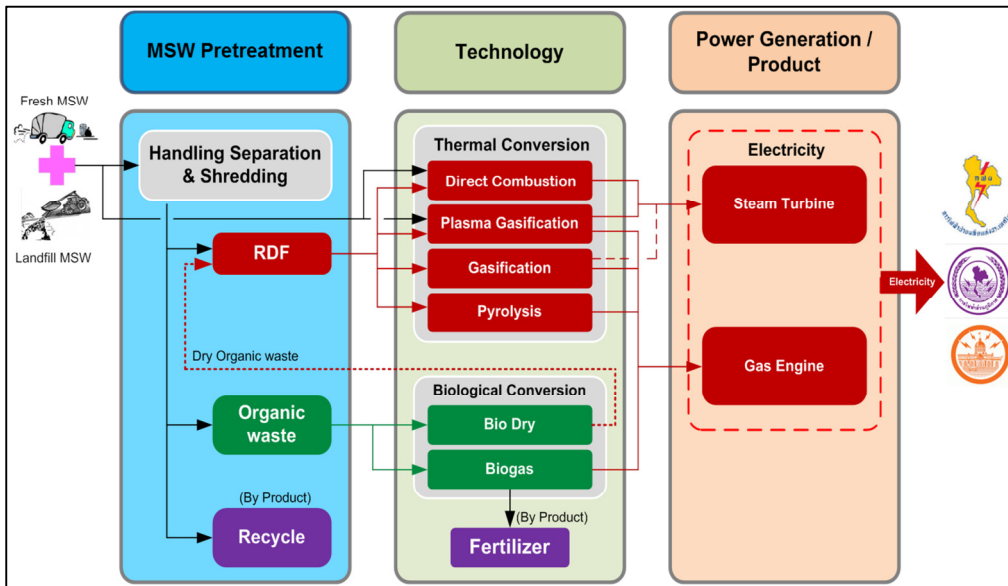 MSW Pretreatment
Technology
Power Generation /
Product
Fresh MSW
Landfill MSW
Handling Separation
& Shredding
RDF
Dry Organic waste
Organic
waste
(By Product)
Recycle
Thermal Conversion
Direct Combustion
Plasma Gasification
Gasification
Pyrolysis
Biological Conversion
Bio Dry
Biogas
(By Product)
Fertilizer
Electricity
Steam Turbine
Gas Engine
Electricity